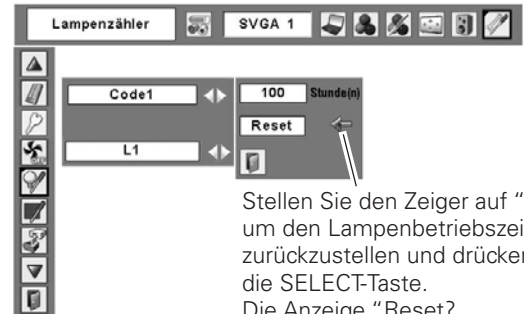 Lampenzähler
SVGA 1
Code1
100 Stunde(n)
Reset
L1
Stellen Sie den Zeiger auf “
um den Lampenbetriebszei
zurückzustellen und drücken
die SELECT-Taste.
Die Anzeige “Reset?